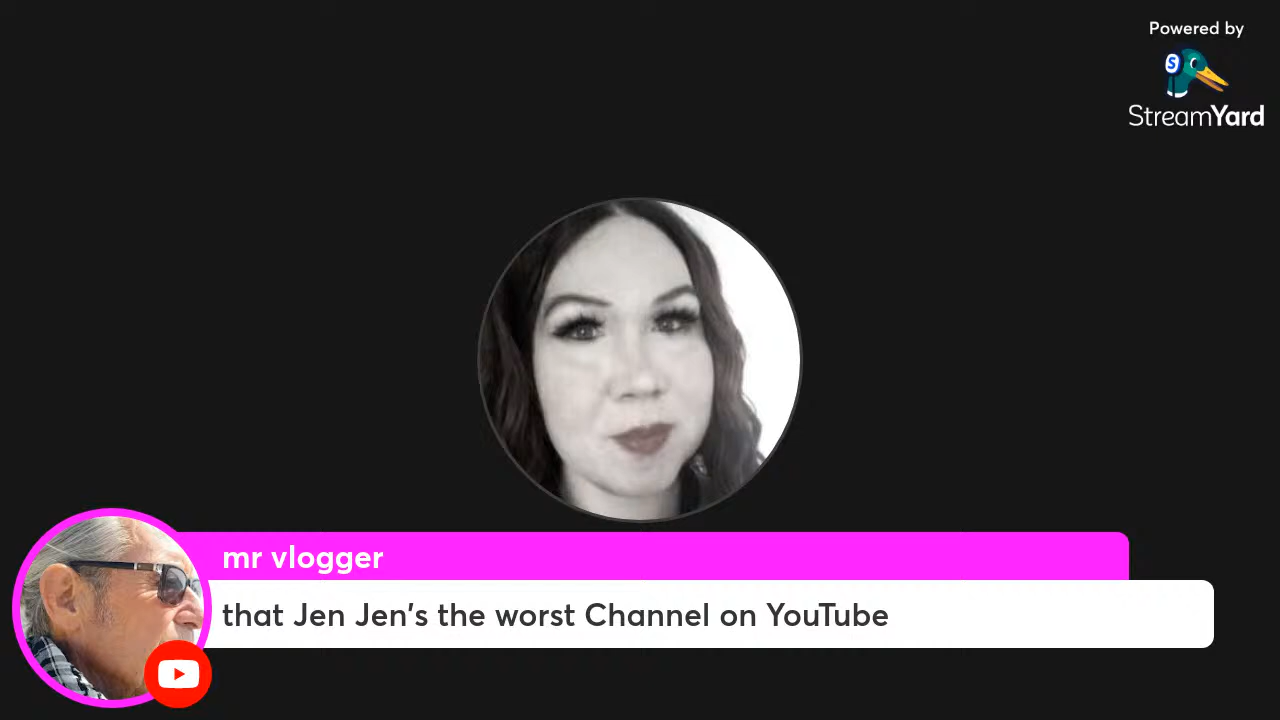 Powered by
S
StreamYard
mr vlogger
that Jen Jen's the worst Channel on YouTube